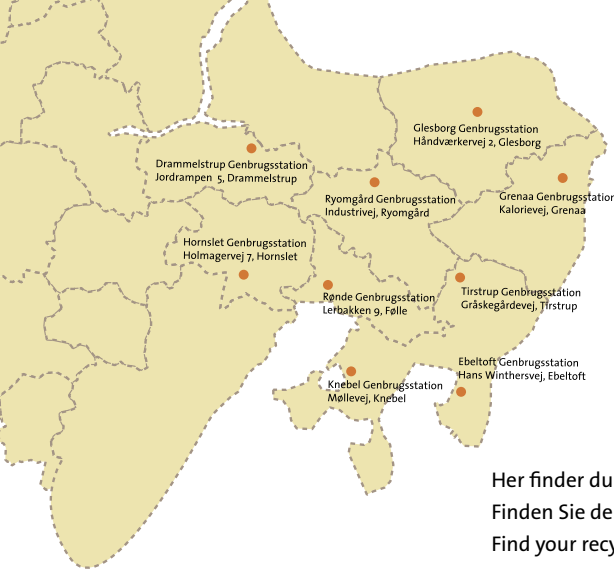 Glesborg Genbrugsstation
Håndværkervej 2, Glesborg
Drammelstrup Genbrugsstation
Jordrampen 5, Drammelstrup
Ryomgård Genbrugsstation
Industrivej, Ryomgård
Grenaa Genbrugsstation
Kalorievej, Grenaa
Hornslet Genbrugsstation
Holmagervej 7, Hornslet
Rønde Genbrugsstation
Lerbakken 9, Følle
Tirstrup Genbrugsstation
Gråskegårdevej, Tirstrup
Ebeltoft Genbrugsstation
Hans Winthersvej, Ebeltoft
Knebel Genbrugsstation
Møllevej, Knebel
Her finder du
Finden Sie de
Find your recy